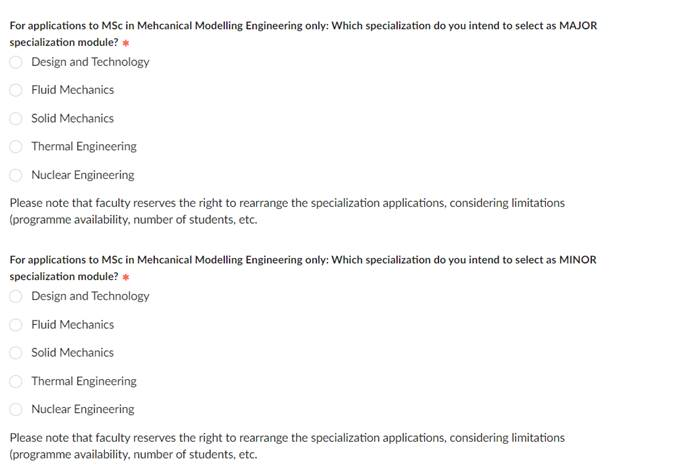 For applications to MSc in Mehcanical Modelling Engineering only: Which specialization do you intend to select as MAJOR
specialization module? *
Design and Technology
Fluid Mechanics
Solid Mechanics
Thermal Engineering
Nuclear Engineering
Please note that faculty reserves the right to rearrange the specialization applications, considering limitations
(programme availability, number of students, etc.
For applications to MSc in Mehcanical Modelling Engineering only: Which specialization do you intend to select as MINOR
specialization module? *
Design and Technology
Fluid Mechanics
Solid Mechanics
Thermal Engineering
Nuclear Engineering
Please note that faculty reserves the right to rearrange the specialization applications, considering limitations
(programme availability, number of students, etc.